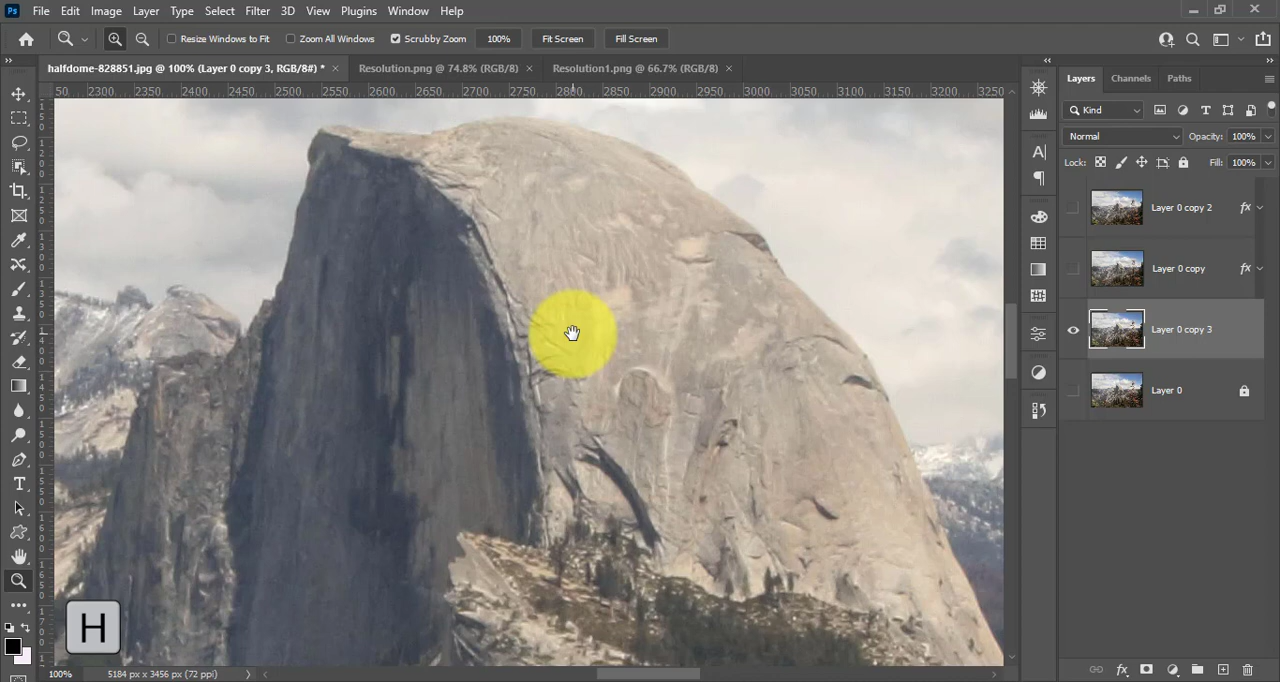 Ps File Edit Image Layer Type Select Filter 3D View Plugins Window Help
Resize Windows to Fit Zoom All Windows Scrubby Zoom 100% Fit Screen Fill Screen
halfdome-828851.jpg @ 100% (Layer 0 copy 3, RGB/8#) * × Resolution.png @ 74.8% (RGB/8) × Resolution1.png @ 66.7% (RGB/8) ×
50 2300 2350 2400 2450 2500 2550 2600 2650 2700 2750 2800 2850 2900 2950 3000 3050 3100 3150 3200 3250
Layers Channels Paths
Kind
Normal Opacity: 100%
Lock: Fill: 100%
Layer 0 copy 2 fx
Layer 0 copy fx
Layer 0 copy 3
Layer 0
H
100% 5184 px x 3456 px (72 ppi)
fx